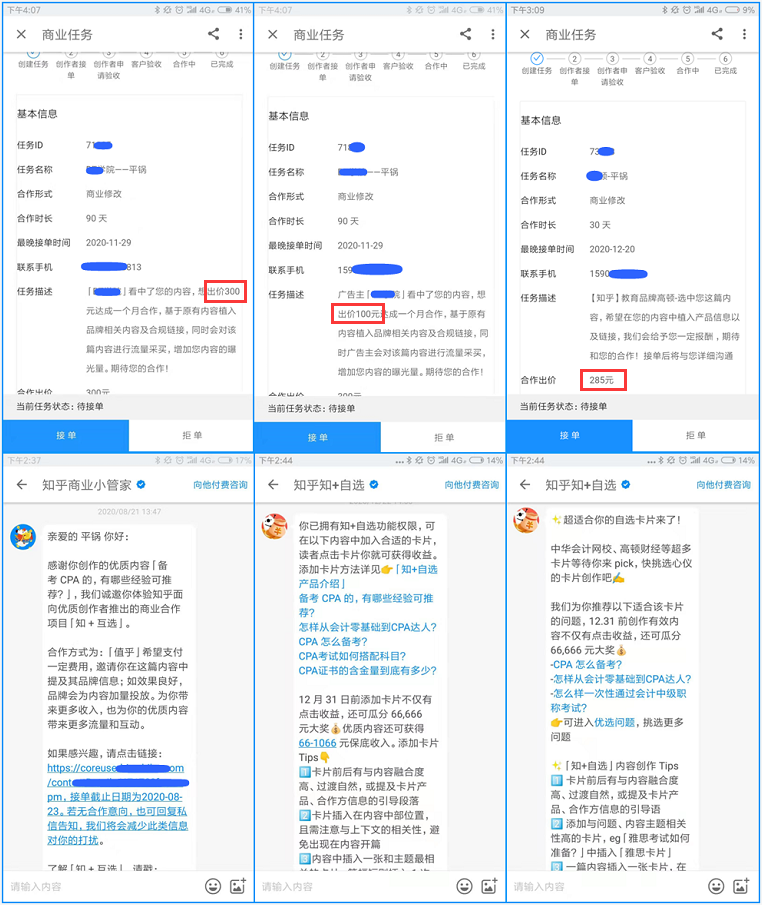 下午4:07
4G
41%
商业任务
创建任务
创作者接单
创作者申请验收
客户验收
合作中
已完成
4
5
6
基本信息
任务ID
71
任务名称
学院——平锅
合作形式
商业修改
合作时长
90 天
最晚接单时间
2020-11-29
联系手机
313
任务描述
院」看中了您的内容，想出价300
元达成一个月合作，基于原有内容植入
品牌相关内容及合规链接，同时会对该
篇内容进行流量采买，增加您内容的曝
光量。期待您的合作！
合作出价
300元
当前任务状态：待接单
接 单
拒 单
下午4:07
4G
41%
商业任务
创建任务
创作者接单
创作者申请验收
客户验收
合作中
已完成
基本信息
任务ID
71
任务名称
——平锅
合作形式
商业修改
合作时长
90 天
最晚接单时间
2020-11-29
联系手机
159
任务描述
广告主「
院」看中了您的内容，想
出价100元达成一个月合作，基于原有
内容植入品牌相关内容及合规链接，同
时广告主会对该篇内容进行流量采买，
增加您内容的曝光量。期待您的合作！
合作出价
300元
当前任务状态：待接单
接 单
拒 单
下午3:09
4G
9%
商业任务
2
3
4
5
6
创建任务
创作者接单
创作者申请验收
客户验收
合作中
已完成
基本信息
任务ID
73
任务名称
顿-平锅
合作形式
商业修改
合作时长
30 天
最晚接单时间
2020-12-20
联系手机
1590
任务描述
【知乎】教育品牌高顿-选中您这篇内
容，希望在您的内容中植入产品信息以
及链接，我们会给予您一定报酬，期待
和您的合作！接单后将与您详细沟通
合作出价
285元
当前任务状态：待接单
接 单
拒 单
下午2:37
4G
17%
知乎商业小管家
向他付费咨询
2020/08/21 13:47
亲爱的 平锅 你好：
感谢你创作的优质内容「备
考 CPA 的，有哪些经验可推
荐？」，我们诚邀你体验知乎面
向优质创作者推出的商业合作
项目「知 + 互选」。
合作方式为：「值乎」希望支付
一定费用，邀请你在这篇内容中
提及其品牌信息；如效果良好，
品牌会为内容加量投放。为你带
来更多收入，也为你的优质内容
带来更多流量和互动。
如果感兴趣，请点击链接：
https://coreuse
om
/cont
pm，接单截止日期为2020-08-
23。若无合作意向，也可回复私
信告知，我们将会减少此类信息
对你的打扰。
了解「知 + 互选」，请戳：
请输入内容
下午2:44
4G
14%
知乎知+自选
向他付费咨询
你已拥有知+自选功能权限，可
在以下内容中加入合适的卡片，
读者点击卡片你就可获得收益。
添加卡片方法详见👉「知+自选
产品介绍」
备考 CPA 的，有哪些经验可推
荐？
怎样从会计零基础到CPA达人？
CPA 怎么备考？
CPA考试如何搭配科目？
CPA证书的含金量到底有多少？
12 月 31 日前添加卡片不仅有
点击收益，还可瓜分 66,666
元大奖💰优质内容还可获得
66-1066 元保底收入。添加卡片
Tips👇
1️⃣卡片前后有与内容融合度
高、过渡自然，或提及卡片产
品、合作方信息的引导段落
2️⃣卡片插入在内容中部位置，
且需注意与上下文的相关性，避
免出现在内容开篇
3️⃣内容中插入一张和主题最相
请输入内容
下午2:44
4G
14%
知乎知+自选
向他付费咨询
✨超适合你的自选卡片来了！
中华会计网校、高顿财经等超多
卡片等待你来 pick，快挑选心仪
的卡片创作吧✍
我们为你推荐以下适合该卡片
的问题，12.31 前创作有效内
容不仅有点击收益，还可瓜分
66,666 元大奖💰
-CPA 怎么备考？
-怎样从会计零基础到CPA达人？
-怎么样一次性通过会计中级职
称考试？
👉可进入优选问题，挑选更多
问题
✨「知+自选」内容创作 Tips
1️⃣ 卡片前后有与内容融合度
高、过渡自然，或提及卡片产
品、合作方信息的引导语
2️⃣ 添加与问题、内容主题相关
性高的卡片，eg「雅思考试如何
准备？」中插入「雅思卡片」
3️⃣ 一篇内容插入一张卡片，在
请输入内容